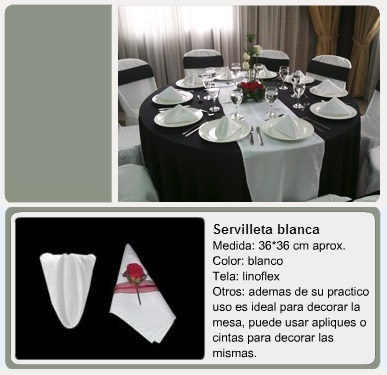 Servilleta blanca
Medida: 36*36 cm aprox.
Color: blanco
Tela: linoflex
Otros: ademas de su practico
uso es ideal para decorar la
mesa, puede usar apliques o
cintas para decorar las
mismas.